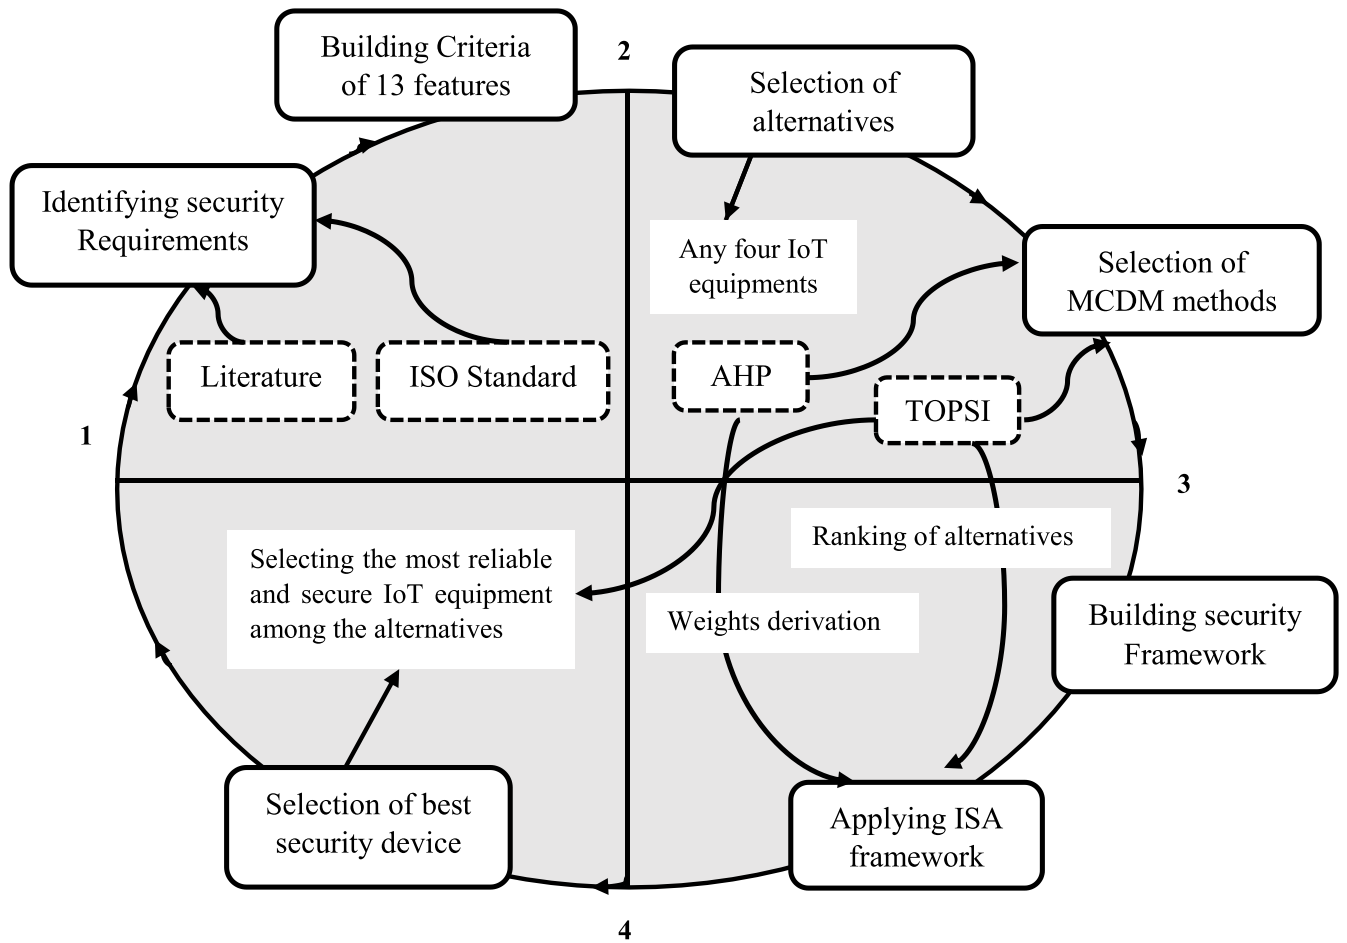 Building Criteria
of 13 features
2
Selection of
alternatives
Identifying security
Requirements
Any four IoT
equipments
Selection of
MCDM methods
Literature
ISO Standard
AHP
TOPSI
1
3
Selecting the most reliable
and secure IoT equipment
among the alternatives
Ranking of alternatives
Weights derivation
Building security
Framework
Selection of best
security device
Applying ISA
framework
4